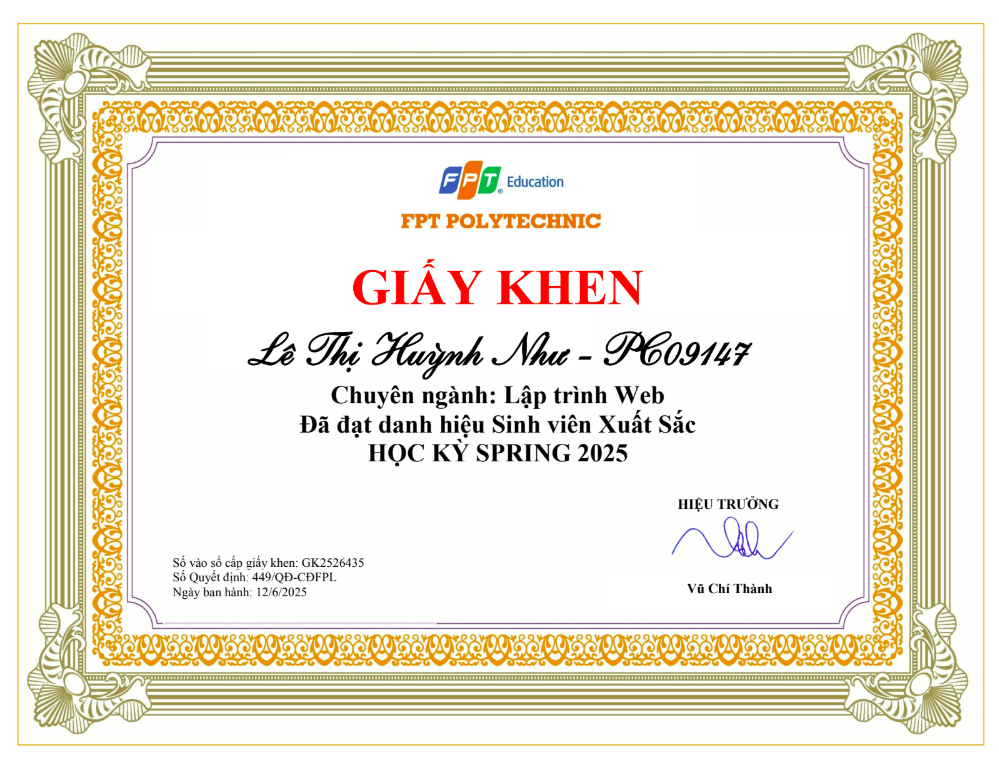 FPT Education
FPT POLYTECHNIC
GIẤY KHEN
Lê Thị Huỳnh Như - PC09147
Chuyên ngành: Lập trình Web
Đã đạt danh hiệu Sinh viên Xuất Sắc
HỌC KỲ SPRING 2025
HIỆU TRƯỞNG
Số vào sổ cấp giấy khen: GK2526435
Số Quyết định: 449/QĐ-CĐFPL
Ngày ban hành: 12/6/2025
Vũ Chí Thành